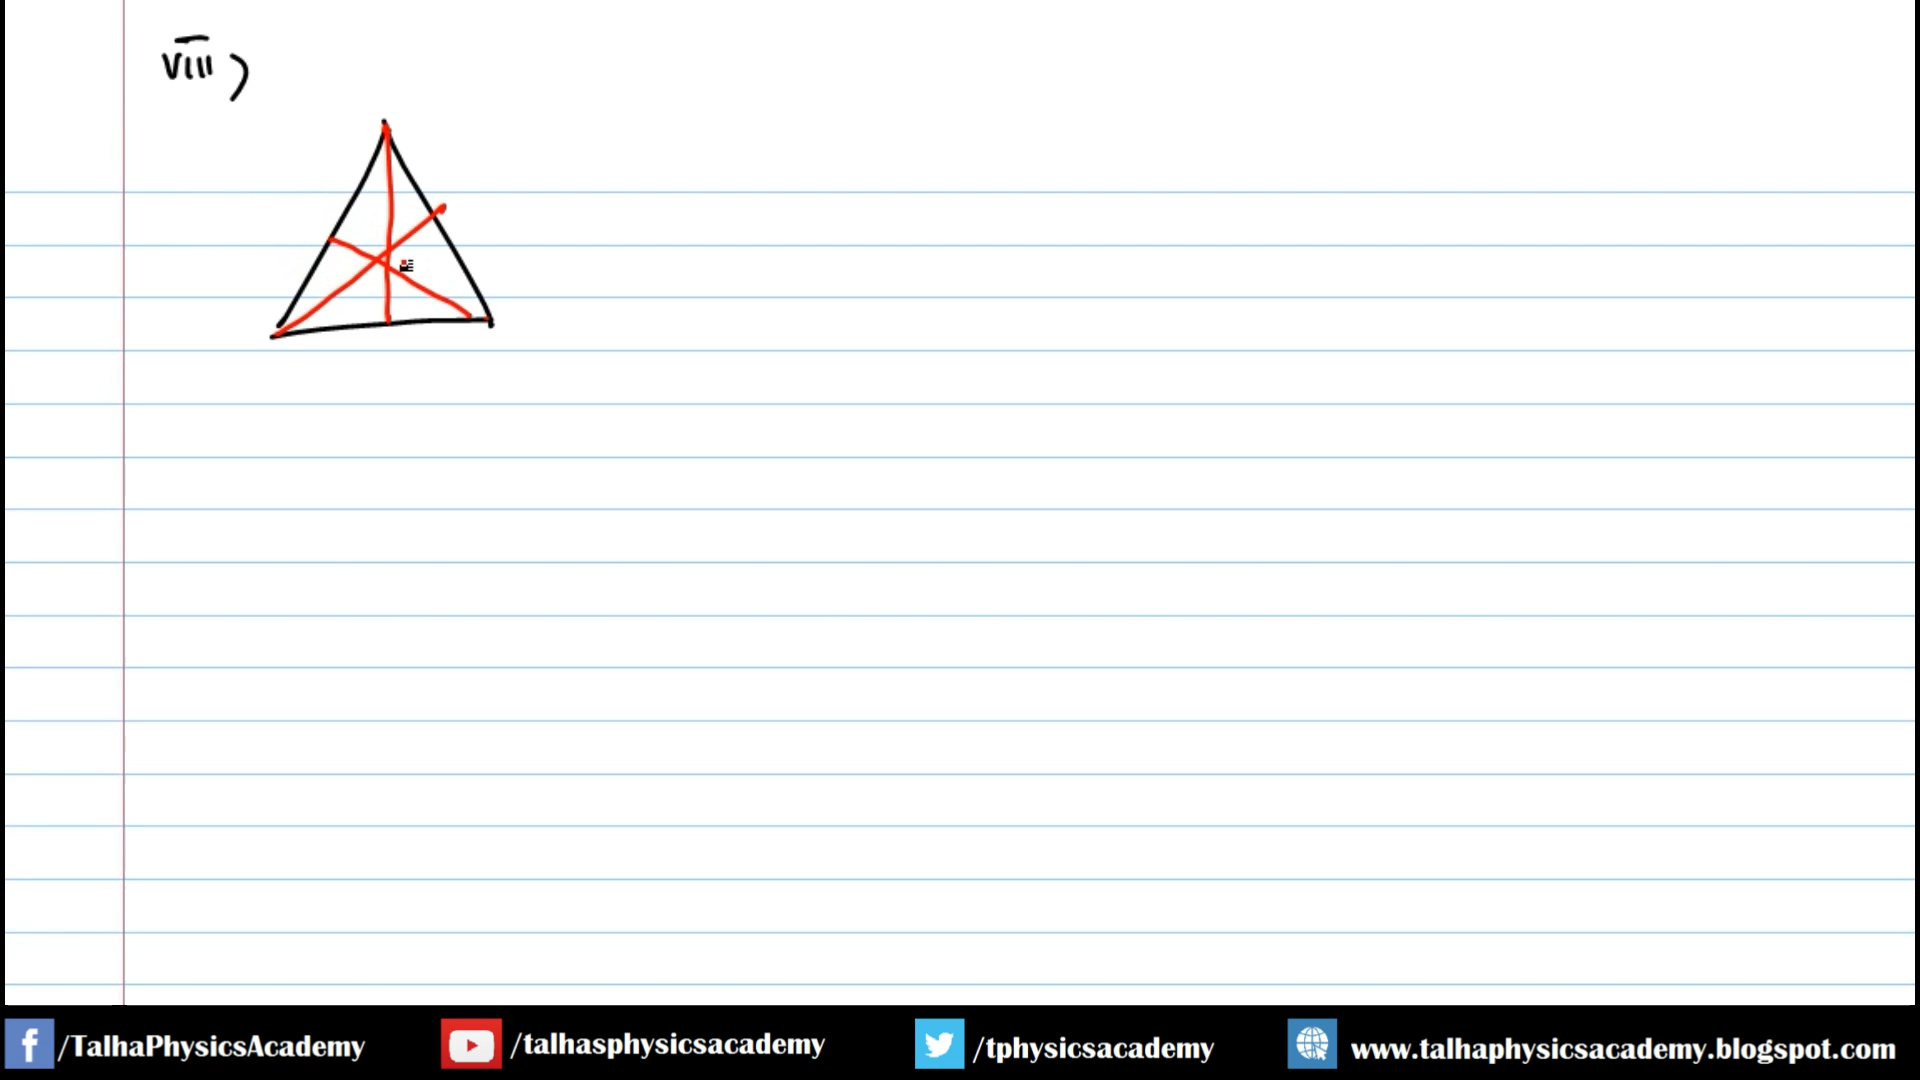 viii)
/TalhaPhysicsAcademy
/talhasphysicsacademy
/tphysicsacademy
www.talhaphysicsacademy.blogspot.com